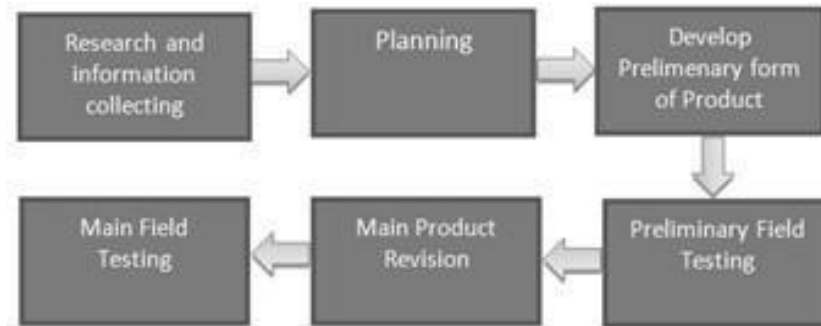 Research and
information
collecting
Planning
Develop
Prelimenary form
of Product
Preliminary Field
Testing
Main Product
Revision
Main Field
Testing